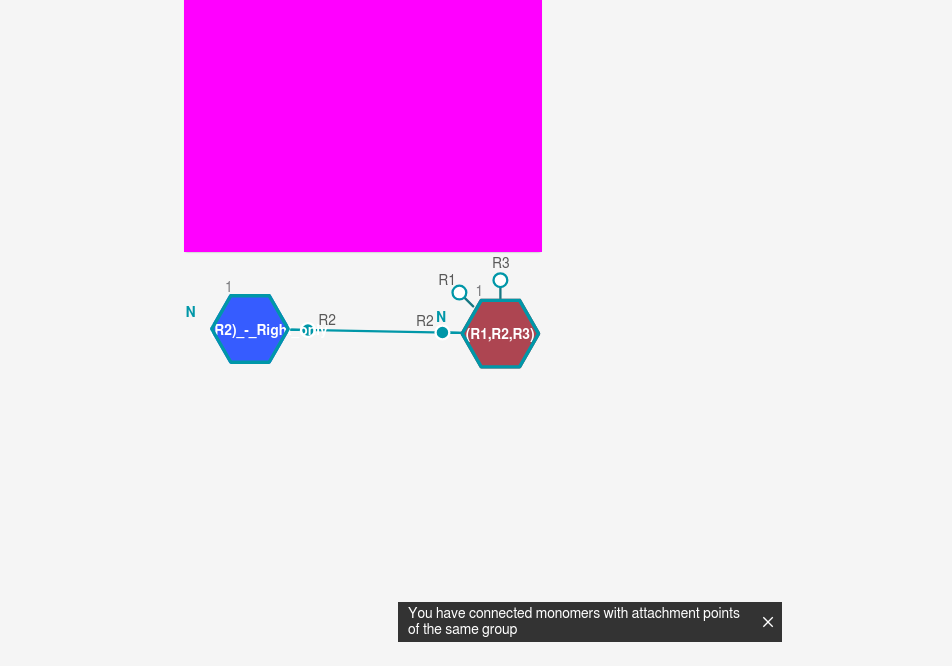 R3
R1
1
1
N
R2)_-_Righ
R2
R2
N
(R1,R2,R3)
You have connected monomers with attachment points
of the same group